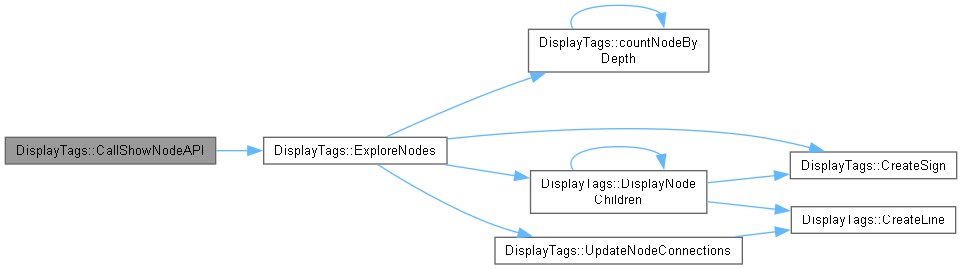 DisplayTags::countNodeBy
Depth
DisplayTags::CallShowNodeAPI
DisplayTags::ExploreNodes
DisplayTags::CreateSign
DisplayTags::DisplayNode
Children
DisplayTags::CreateLine
DisplayTags::UpdateNodeConnections